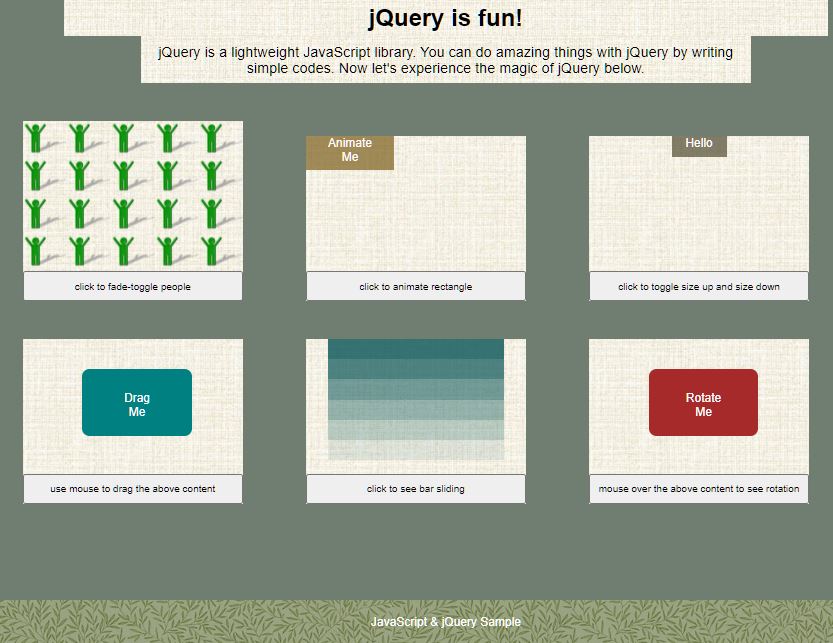 jQuery is fun!
jQuery is a lightweight JavaScript library. You can do amazing things with jQuery by writing
simple codes. Now let's experience the magic of jQuery below.
Animate
Me
Hello
click to fade-toggle people
click to animate rectangle
click to toggle size up and size down
Drag
Me
Rotate
Me
use mouse to drag the above content
click to see bar sliding
mouse over the above content to see rotation
JavaScript & jQuery Sample